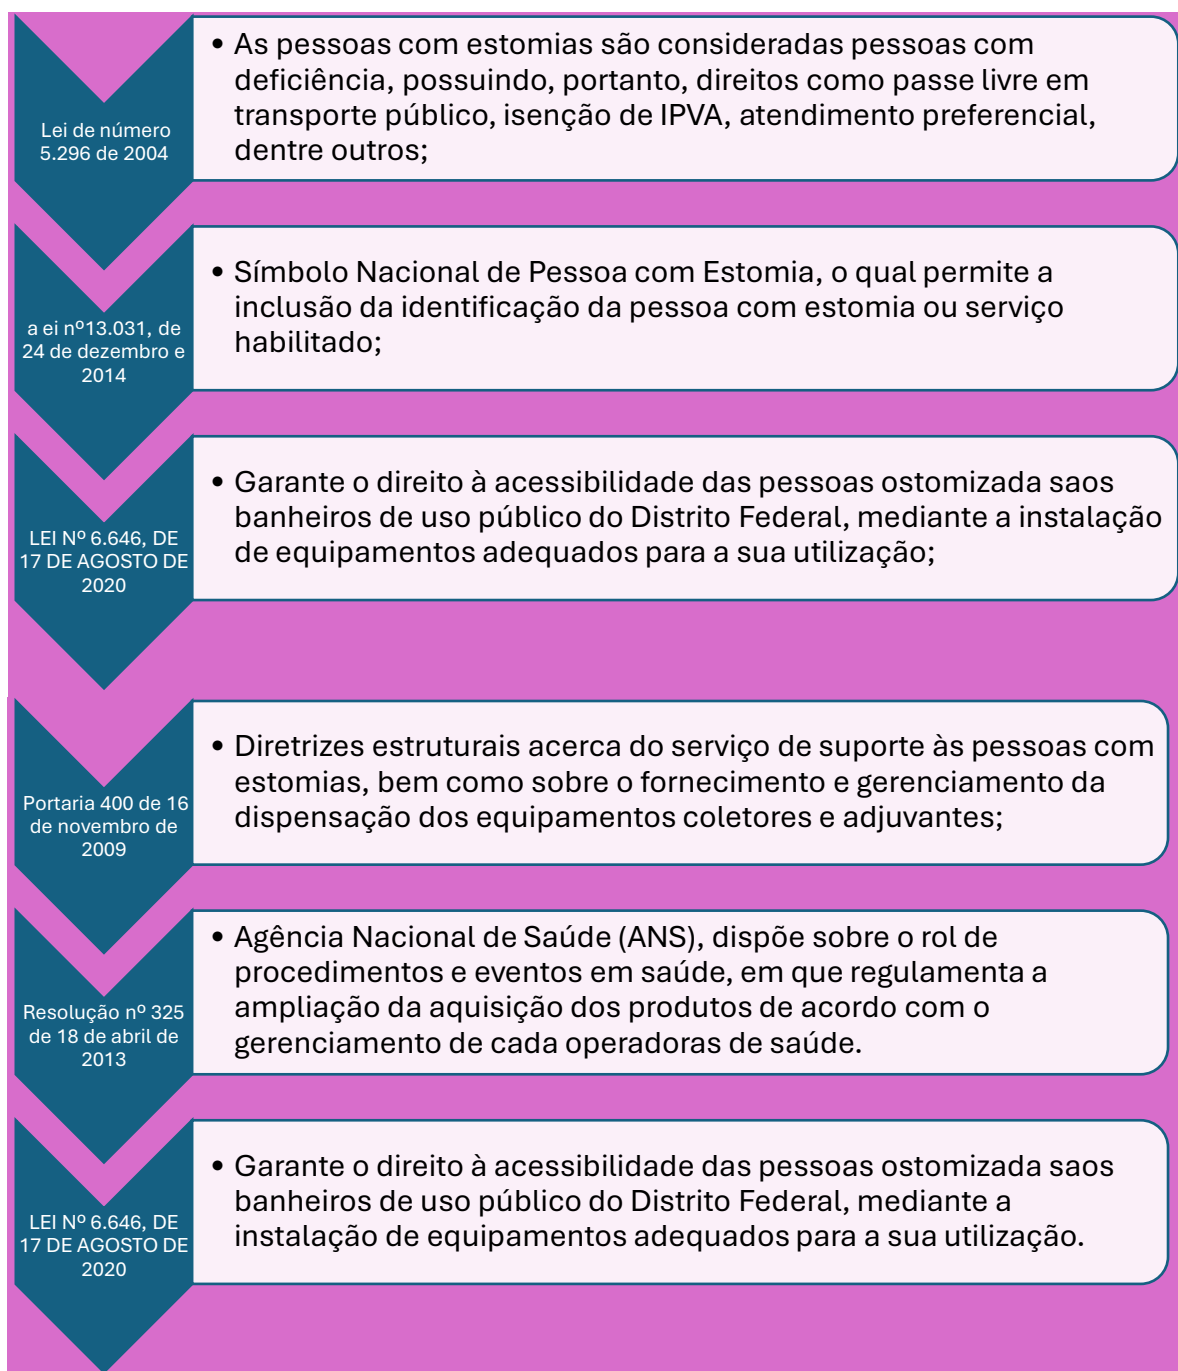 Lei de número
5.296 de 2004
• As pessoas com estomias são consideradas pessoas com
deficiência, possuindo, portanto, direitos como passe livre em
transporte público, isenção de IPVA, atendimento preferencial,
dentre outros;
a ei nº13.031, de
24 de dezembro e
2014
• Símbolo Nacional de Pessoa com Estomia, o qual permite a
inclusão da identificação da pessoa com estomia ou serviço
habilitado;
LEI Nº 6.646, DE
17 DE AGOSTO DE
2020
• Garante o direito à acessibilidade das pessoas ostomizada saos
banheiros de uso público do Distrito Federal, mediante a instalação
de equipamentos adequados para a sua utilização;
Portaria 400 de 16
de novembro de
2009
• Diretrizes estruturais acerca do serviço de suporte às pessoas com
estomias, bem como sobre o fornecimento e gerenciamento da
dispensação dos equipamentos coletores e adjuvantes;
Resolução nº 325
de 18 de abril de
2013
• Agência Nacional de Saúde (ANS), dispõe sobre o rol de
procedimentos e eventos em saúde, em que regulamenta a
ampliação da aquisição dos produtos de acordo com o
gerenciamento de cada operadoras de saúde.
LEI Nº 6.646, DE
17 DE AGOSTO DE
2020
• Garante o direito à acessibilidade das pessoas ostomizada saos
banheiros de uso público do Distrito Federal, mediante a
instalação de equipamentos adequados para a sua utilização.